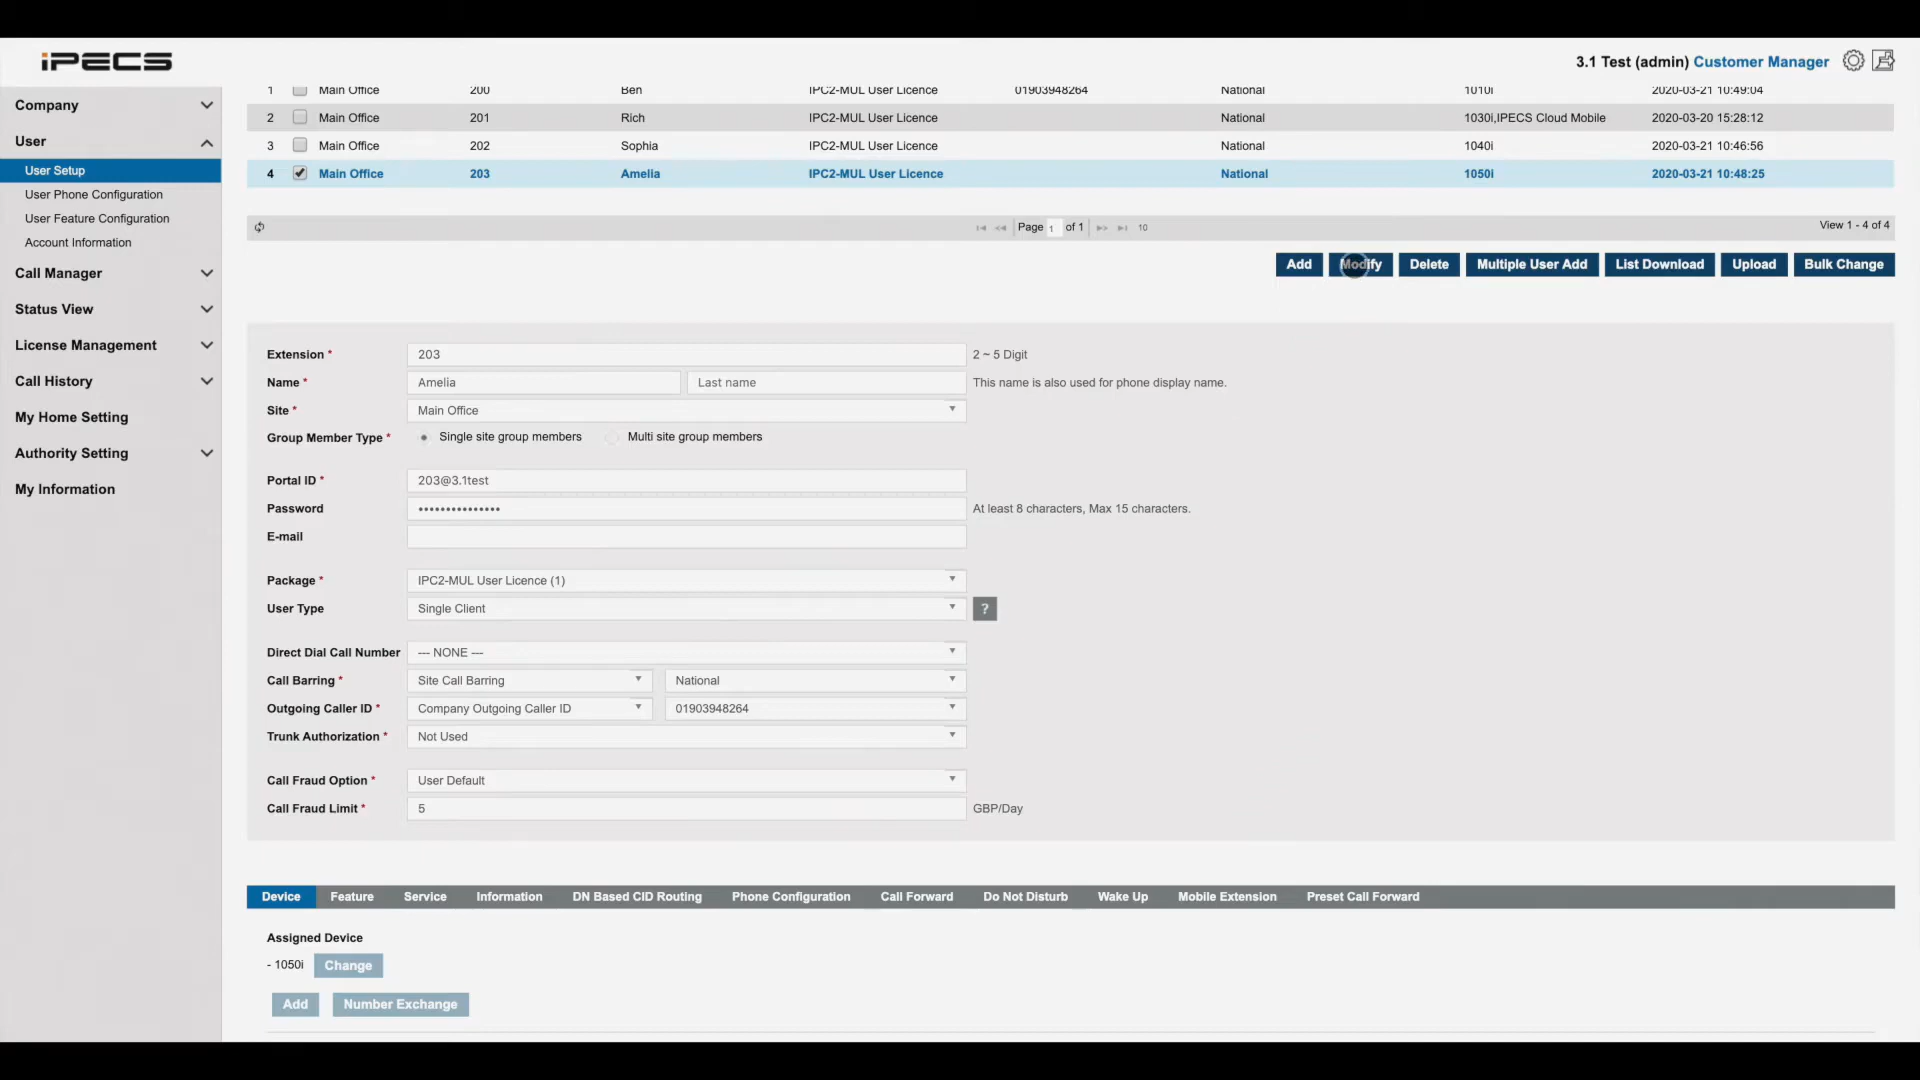 iPECS
3.1 Test (admin) Customer Manager
Company
User
User Setup
User Phone Configuration
User Feature Configuration
Account Information
Call Manager
Status View
License Management
Call History
My Home Setting
Authority Setting
My Information
1 Main Office 200 Ben IPC2-MUL User Licence 01903948264 National 1010i 2020-03-21 10:49:04
2 Main Office 201 Rich IPC2-MUL User Licence National 1030i,IPECS Cloud Mobile 2020-03-20 15:28:12
3 Main Office 202 Sophia IPC2-MUL User Licence National 1040i 2020-03-21 10:46:56
4 Main Office 203 Amelia IPC2-MUL User Licence National 1050i 2020-03-21 10:48:25
Page 1 of 1 10 View 1 - 4 of 4
Add Modify Delete Multiple User Add List Download Upload Bulk Change
Extension * 203 2 ~ 5 Digit
Name * Amelia Last name This name is also used for phone display name.
Site * Main Office
Group Member Type * Single site group members Multi site group members
Portal ID * 203@3.1test
Password ••••••••••••••• At least 8 characters, Max 15 characters.
E-mail
Package * IPC2-MUL User Licence (1)
User Type Single Client ?
Direct Dial Call Number --- NONE ---
Call Barring * Site Call Barring National
Outgoing Caller ID * Company Outgoing Caller ID 01903948264
Trunk Authorization * Not Used
Call Fraud Option * User Default
Call Fraud Limit * 5 GBP/Day
Device Feature Service Information DN Based CID Routing Phone Configuration Call Forward Do Not Disturb Wake Up Mobile Extension Preset Call Forward
Assigned Device
- 1050i Change
Add Number Exchange